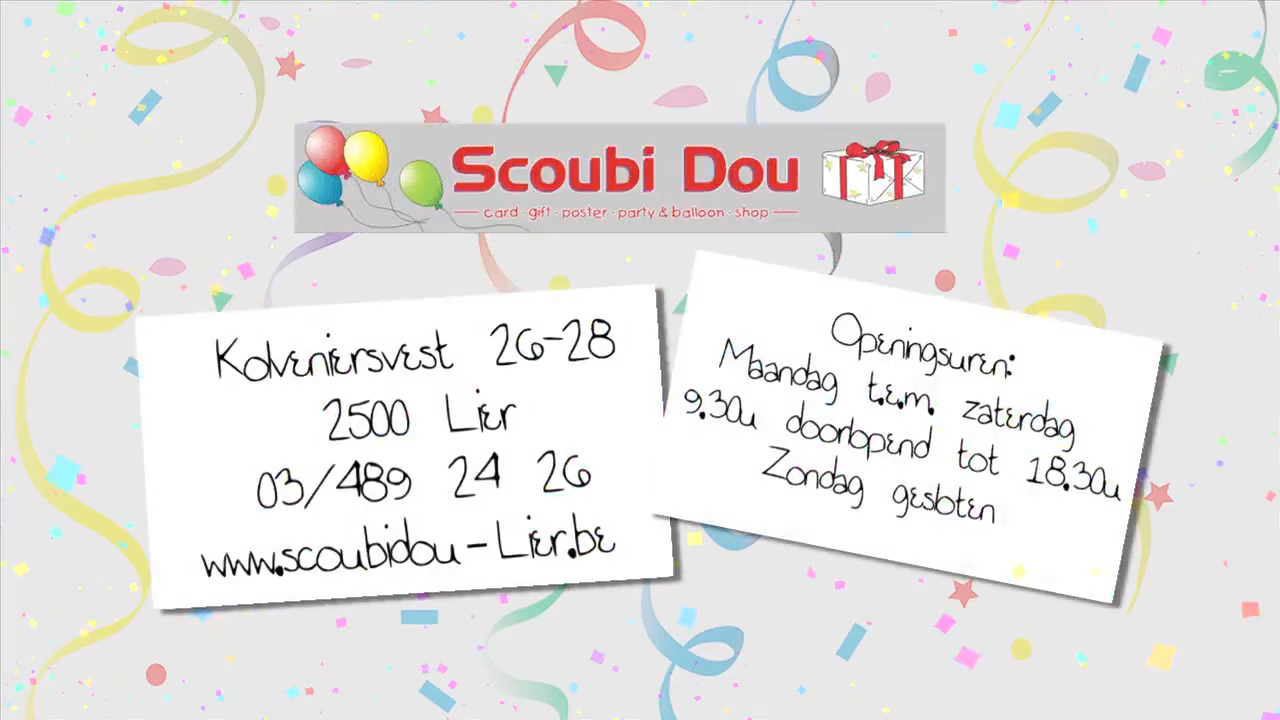 Scoubi Dou
card · gift · poster · party & balloon · shop
Kolveniersvest 26-28
2500 Lier
03/489 24 26
www.scoubidou-Lier.be
Openingsuren:
Maandag t.e.m. zaterdag
9.30u doorlopend tot 18.30u
Zondag gesloten